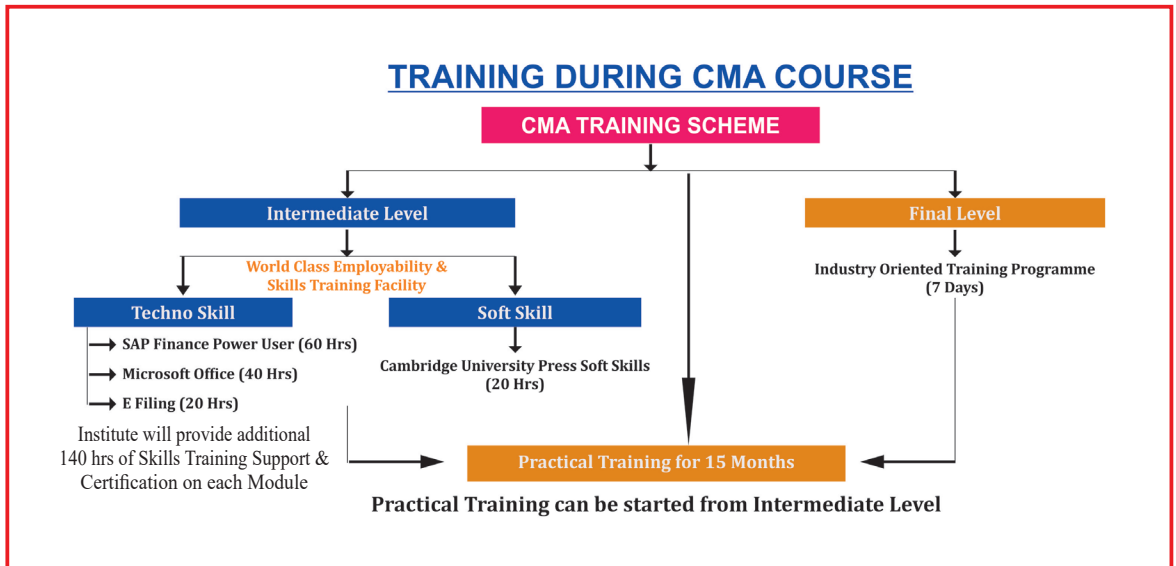 TRAINING DURING CMA COURSE
CMA TRAINING SCHEME
Intermediate Level
Final Level
World Class Employability &
Skills Training Facility
Industry Oriented Training Programme
(7 Days)
Techno Skill
Soft Skill
SAP Finance Power User (60 Hrs)
Microsoft Office (40 Hrs)
E Filing (20 Hrs)
Cambridge University Press Soft Skills
(20 Hrs)
Institute will provide additional
140 hrs of Skills Training Support &
Certification on each Module
Practical Training for 15 Months
Practical Training can be started from Intermediate Level